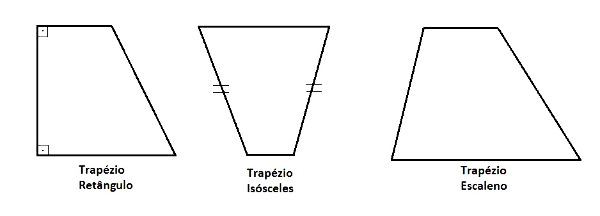 Trapézio
Retângulo
Trapézio
Isósceles
Trapézio
Escaleno